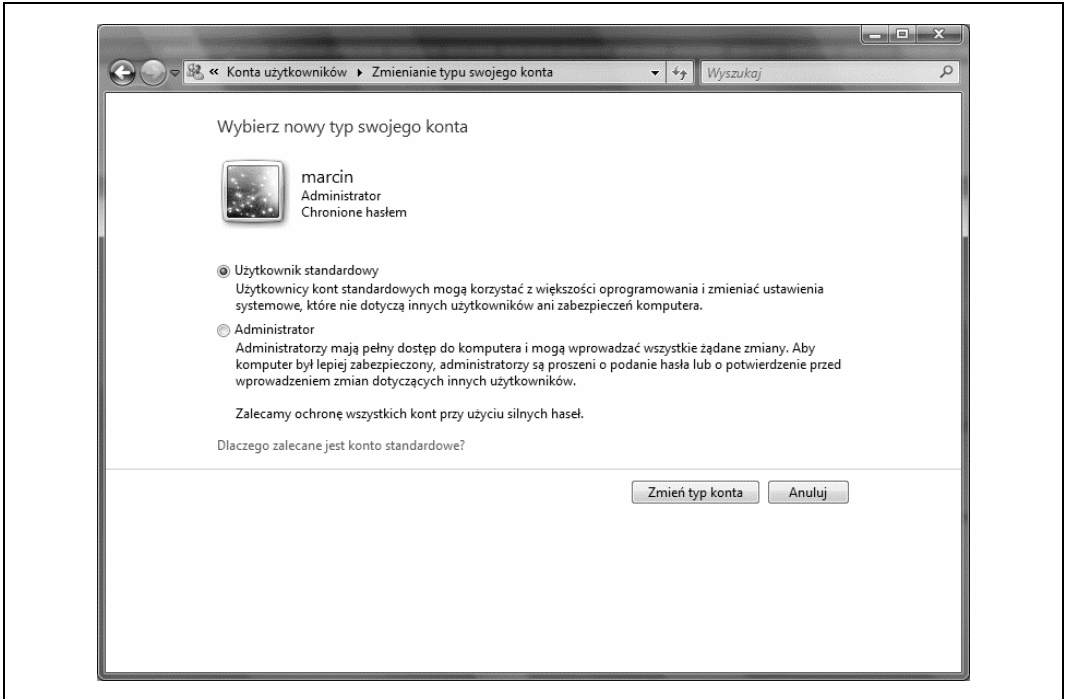 « Konta użytkowników ▸ Zmienianie typu swojego konta Wyszukaj
Wybierz nowy typ swojego konta
marcin
Administrator
Chronione hasłem
Użytkownik standardowy
Użytkownicy kont standardowych mogą korzystać z większości oprogramowania i zmieniać ustawienia
systemowe, które nie dotyczą innych użytkowników ani zabezpieczeń komputera.
Administrator
Administratorzy mają pełny dostęp do komputera i mogą wprowadzać wszystkie żądane zmiany. Aby
komputer był lepiej zabezpieczony, administratorzy są proszeni o podanie hasła lub o potwierdzenie przed
wprowadzeniem zmian dotyczących innych użytkowników.
Zalecamy ochronę wszystkich kont przy użyciu silnych haseł.
Dlaczego zalecane jest konto standardowe?
Zmień typ konta Anuluj